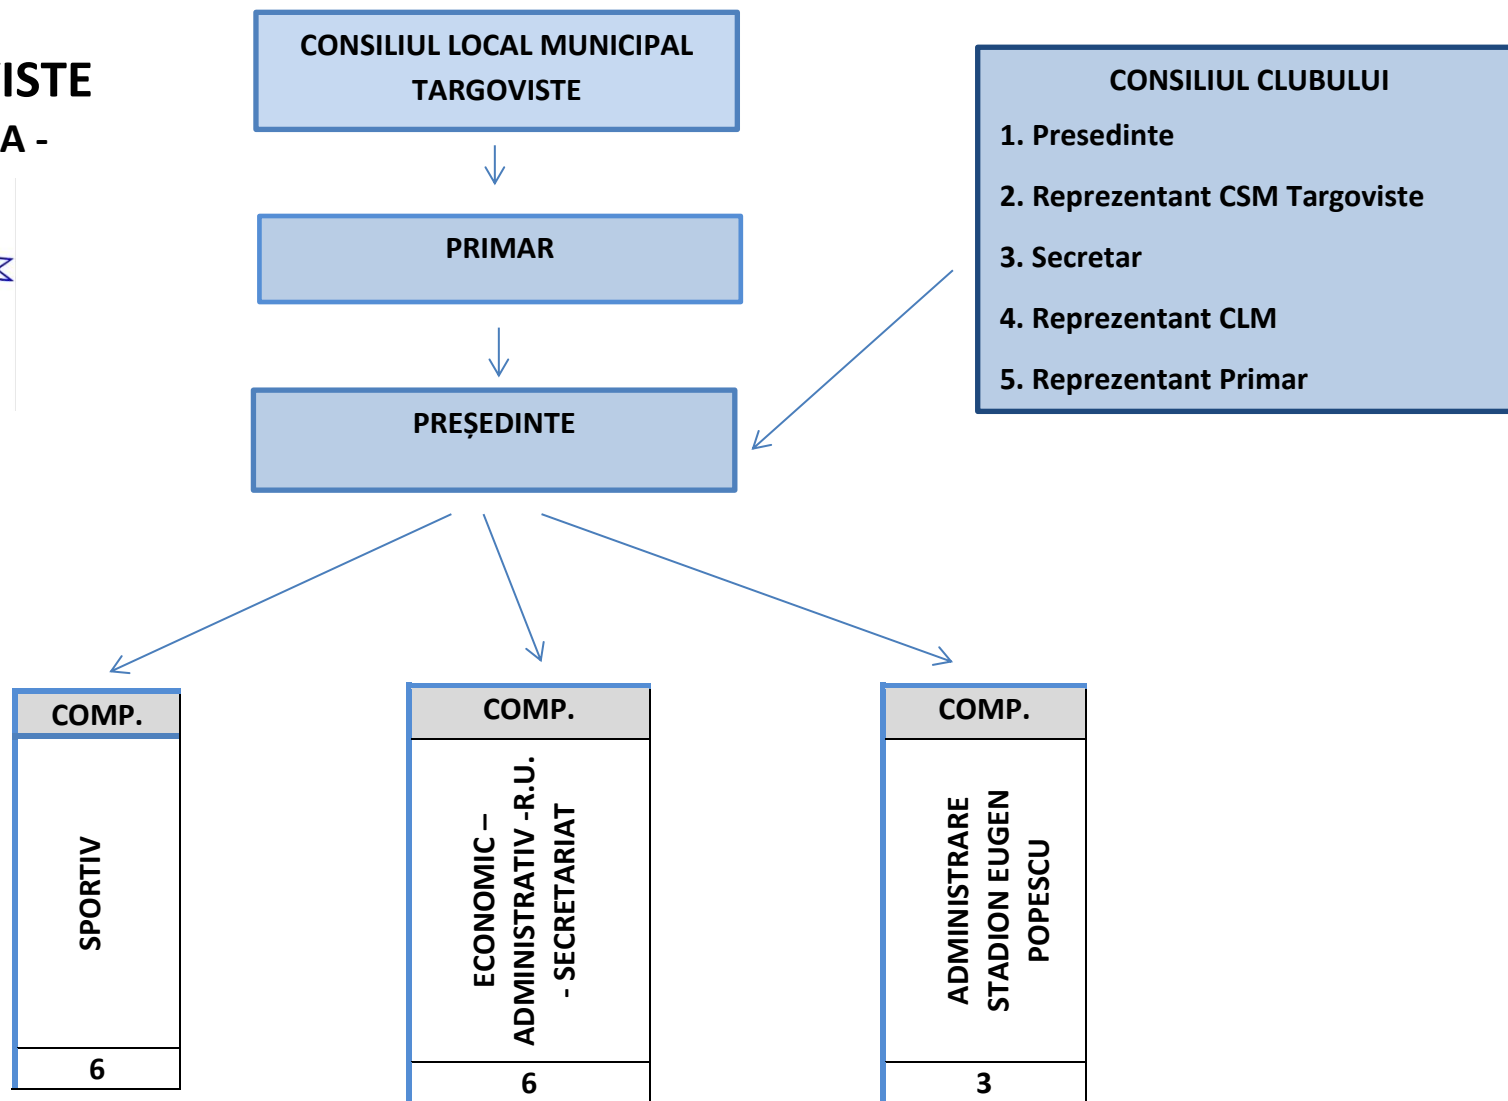 ISTE
A -
CONSILIUL LOCAL MUNICIPAL
TARGOVISTE
PRIMAR
PREȘEDINTE
CONSILIUL CLUBULUI
1. Presedinte
2. Reprezentant CSM Targoviste
3. Secretar
4. Reprezentant CLM
5. Reprezentant Primar
COMP.
SPORTIV
6
COMP.
ECONOMIC –
ADMINISTRATIV -R.U.
- SECRETARIAT
6
COMP.
ADMINISTRARE
STADION EUGEN
POPESCU
3